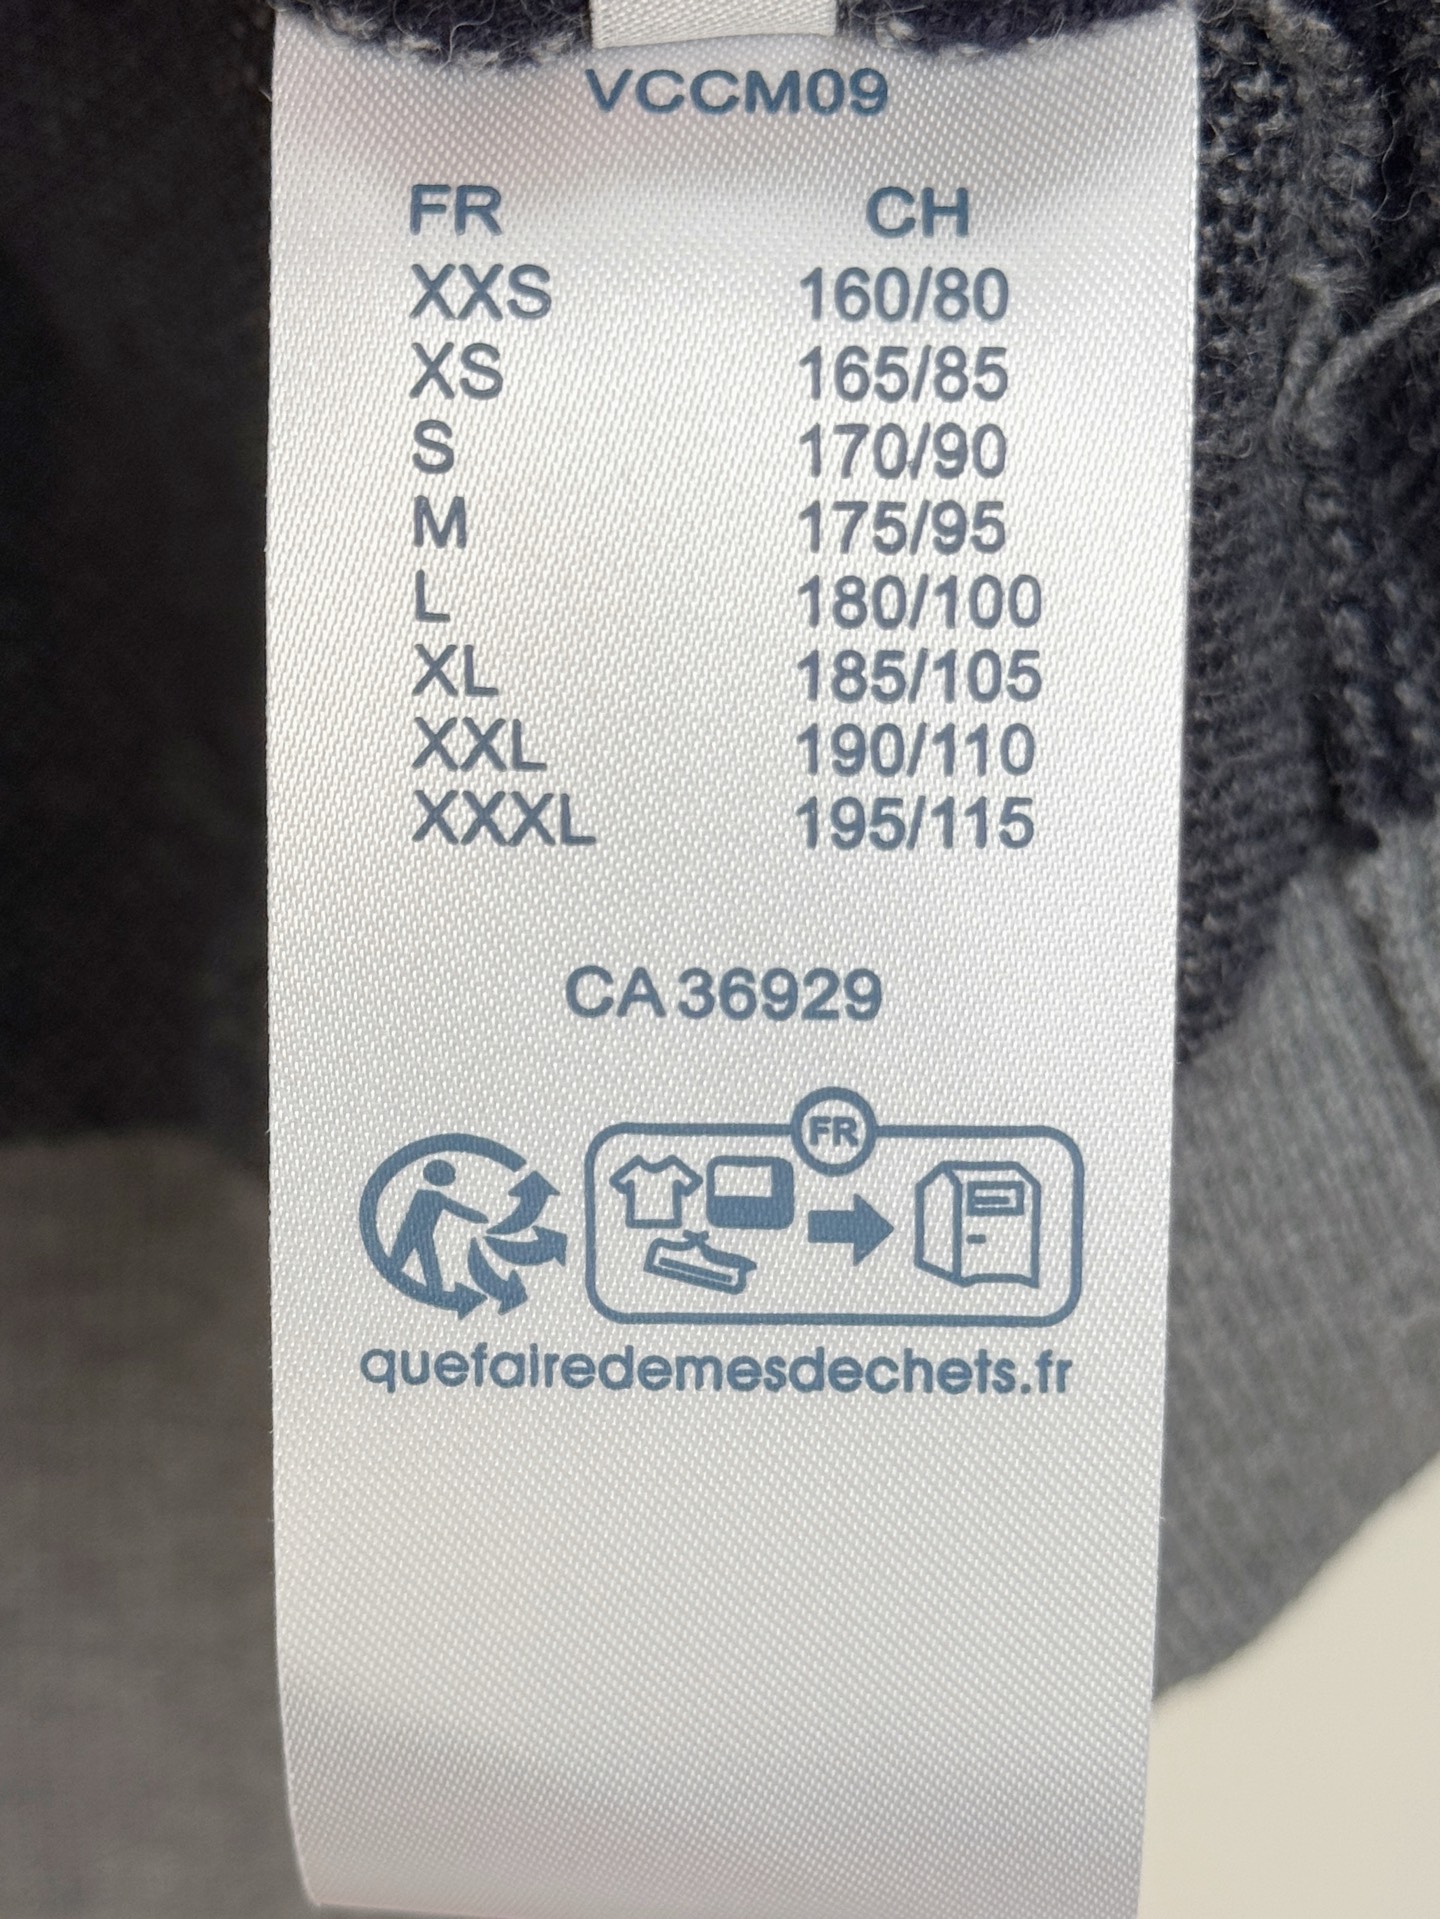 VCCM09
FR CH
XXS 160/80
XS 165/85
S 170/90
M 175/95
L 180/100
XL 185/105
XXL 190/110
XXXL 195/115
CA 36929
FR
quefairedemesdechets.fr